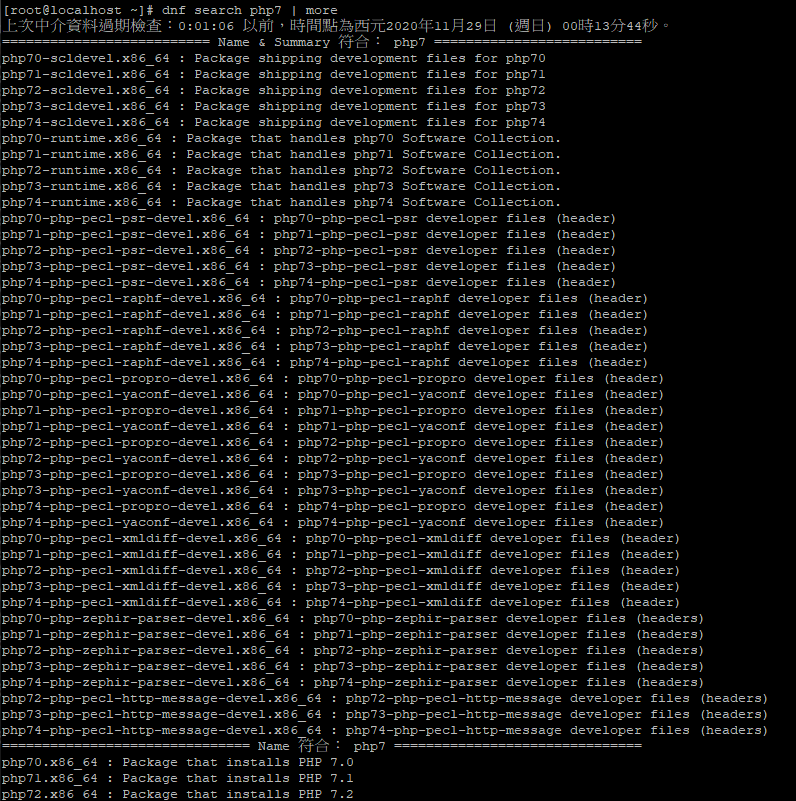 [root@localhost ~]# dnf search php7 | more
上次中介資料過期檢查：0:01:06 以前，時間點為西元2020年11月29日 (週日) 00時13分44秒。
========================== Name & Summary 符合： php7 ==========================
php70-scldevel.x86_64 : Package shipping development files for php70
php71-scldevel.x86_64 : Package shipping development files for php71
php72-scldevel.x86_64 : Package shipping development files for php72
php73-scldevel.x86_64 : Package shipping development files for php73
php74-scldevel.x86_64 : Package shipping development files for php74
php70-runtime.x86_64 : Package that handles php70 Software Collection.
php71-runtime.x86_64 : Package that handles php71 Software Collection.
php72-runtime.x86_64 : Package that handles php72 Software Collection.
php73-runtime.x86_64 : Package that handles php73 Software Collection.
php74-runtime.x86_64 : Package that handles php74 Software Collection.
php70-php-pecl-psr-devel.x86_64 : php70-php-pecl-psr developer files (header)
php71-php-pecl-psr-devel.x86_64 : php71-php-pecl-psr developer files (header)
php72-php-pecl-psr-devel.x86_64 : php72-php-pecl-psr developer files (header)
php73-php-pecl-psr-devel.x86_64 : php73-php-pecl-psr developer files (header)
php74-php-pecl-psr-devel.x86_64 : php74-php-pecl-psr developer files (header)
php70-php-pecl-raphf-devel.x86_64 : php70-php-pecl-raphf developer files (header)
php71-php-pecl-raphf-devel.x86_64 : php71-php-pecl-raphf developer files (header)
php72-php-pecl-raphf-devel.x86_64 : php72-php-pecl-raphf developer files (header)
php73-php-pecl-raphf-devel.x86_64 : php73-php-pecl-raphf developer files (header)
php74-php-pecl-raphf-devel.x86_64 : php74-php-pecl-raphf developer files (header)
php70-php-pecl-propro-devel.x86_64 : php70-php-pecl-propro developer files (header)
php70-php-pecl-yaconf-devel.x86_64 : php70-php-pecl-yaconf developer files (header)
php71-php-pecl-propro-devel.x86_64 : php71-php-pecl-propro developer files (header)
php71-php-pecl-yaconf-devel.x86_64 : php71-php-pecl-yaconf developer files (header)
php72-php-pecl-propro-devel.x86_64 : php72-php-pecl-propro developer files (header)
php72-php-pecl-yaconf-devel.x86_64 : php72-php-pecl-yaconf developer files (header)
php73-php-pecl-propro-devel.x86_64 : php73-php-pecl-propro developer files (header)
php73-php-pecl-yaconf-devel.x86_64 : php73-php-pecl-yaconf developer files (header)
php74-php-pecl-propro-devel.x86_64 : php74-php-pecl-propro developer files (header)
php74-php-pecl-yaconf-devel.x86_64 : php74-php-pecl-yaconf developer files (header)
php70-php-pecl-xmldiff-devel.x86_64 : php70-php-pecl-xmldiff developer files (header)
php71-php-pecl-xmldiff-devel.x86_64 : php71-php-pecl-xmldiff developer files (header)
php72-php-pecl-xmldiff-devel.x86_64 : php72-php-pecl-xmldiff developer files (header)
php73-php-pecl-xmldiff-devel.x86_64 : php73-php-pecl-xmldiff developer files (header)
php74-php-pecl-xmldiff-devel.x86_64 : php74-php-pecl-xmldiff developer files (header)
php70-php-zephir-parser-devel.x86_64 : php70-php-zephir-parser developer files (headers)
php71-php-zephir-parser-devel.x86_64 : php71-php-zephir-parser developer files (headers)
php72-php-zephir-parser-devel.x86_64 : php72-php-zephir-parser developer files (headers)
php73-php-zephir-parser-devel.x86_64 : php73-php-zephir-parser developer files (headers)
php74-php-zephir-parser-devel.x86_64 : php74-php-zephir-parser developer files (headers)
php72-php-pecl-http-message-devel.x86_64 : php72-php-pecl-http-message developer files (headers)
php73-php-pecl-http-message-devel.x86_64 : php73-php-pecl-http-message developer files (headers)
php74-php-pecl-http-message-devel.x86_64 : php74-php-pecl-http-message developer files (headers)
=============================== Name 符合： php7 ===============================
php70.x86_64 : Package that installs PHP 7.0
php71.x86_64 : Package that installs PHP 7.1
php72.x86_64 : Package that installs PHP 7.2